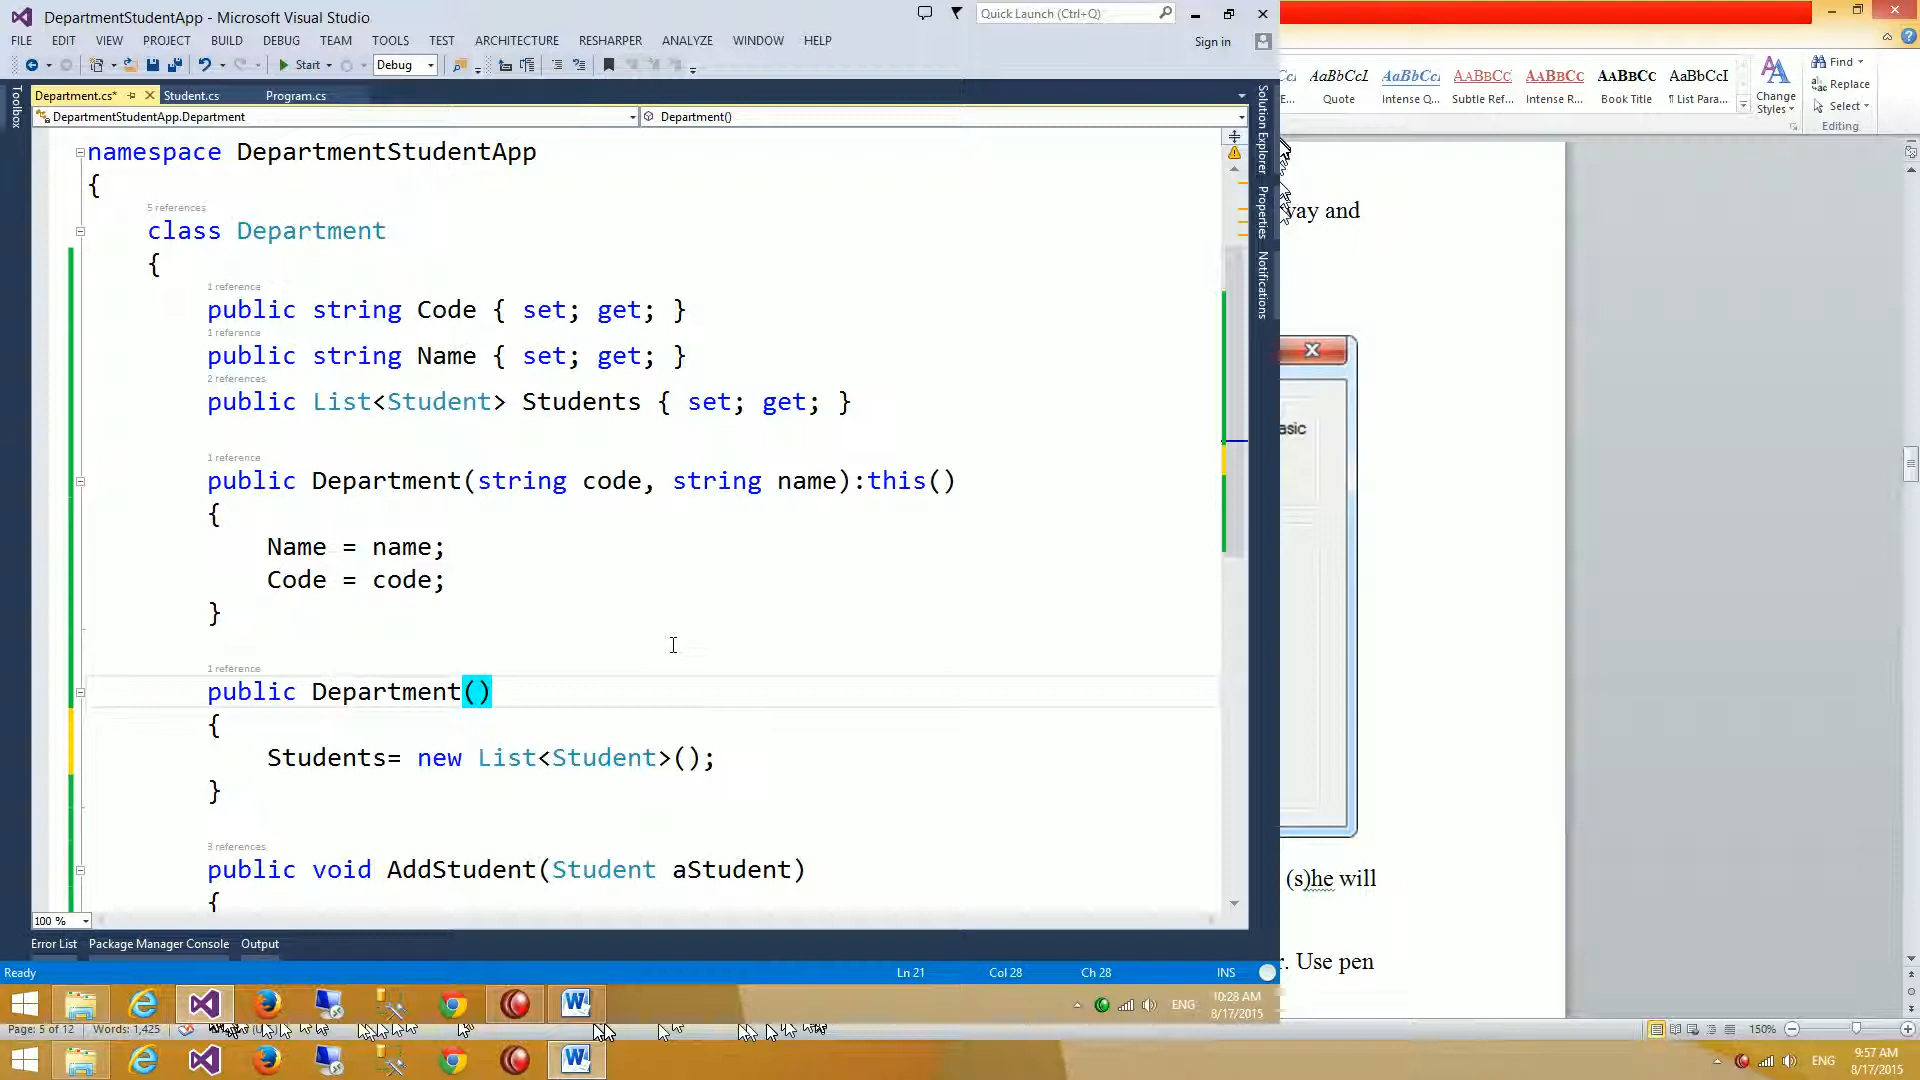 DepartmentStudentApp - Microsoft Visual Studio
Quick Launch (Ctrl+Q)
FILE EDIT VIEW PROJECT BUILD DEBUG TEAM TOOLS TEST ARCHITECTURE RESHARPER ANALYZE WINDOW HELP
Sign in
Start Debug
Department.cs* Student.cs Program.cs
DepartmentStudentApp.Department Department()
Toolbox
Solution Explorer
Properties
Notifications
namespace DepartmentStudentApp
{
5 references
class Department
{
1 reference
public string Code { set; get; }
1 reference
public string Name { set; get; }
2 references
public List<Student> Students { set; get; }
1 reference
public Department(string code, string name):this()
{
Name = name;
Code = code;
}
1 reference
public Department()
{
Students= new List<Student>();
}
3 references
public void AddStudent(Student aStudent)
{
100 %
Error List Package Manager Console Output
Ready Ln 21 Col 28 Ch 28 INS
ENG 10:28 AM
8/17/2015
Page: 5 of 12 Words: 1,425
150%
ENG 9:57 AM
8/17/2015
AaBbCcI AaBbCcI AaBbCc AaBbCc AaBbCc AaBbCcI
E... Quote Intense Q... Subtle Ref... Intense R... Book Title ¶ List Para...
Change Styles
Find
Replace
Select
Editing
way and
asic
(s)he will
r. Use pen